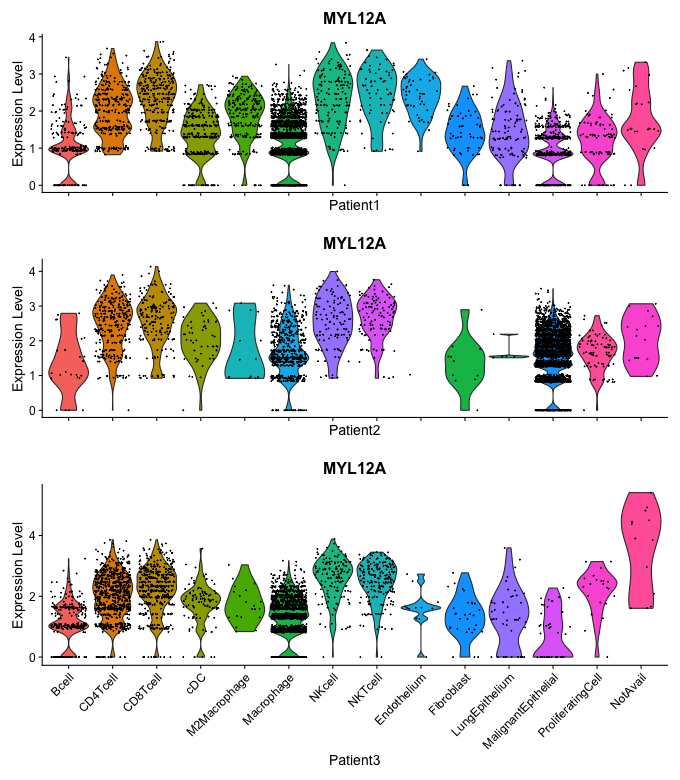 MYL12A
Expression Level
4
3
2
1
0
Patient1
MYL12A
Expression Level
4
3
2
1
0
Patient2
MYL12A
Expression Level
4
2
0
Bcell
CD4Tcell
CD8Tcell
cDC
M2Macrophage
Macrophage
NKcell
NKTcell
Endothelium
Fibroblast
LungEpithelium
MalignantEpithelial
ProliferatingCell
NotAvail
Patient3